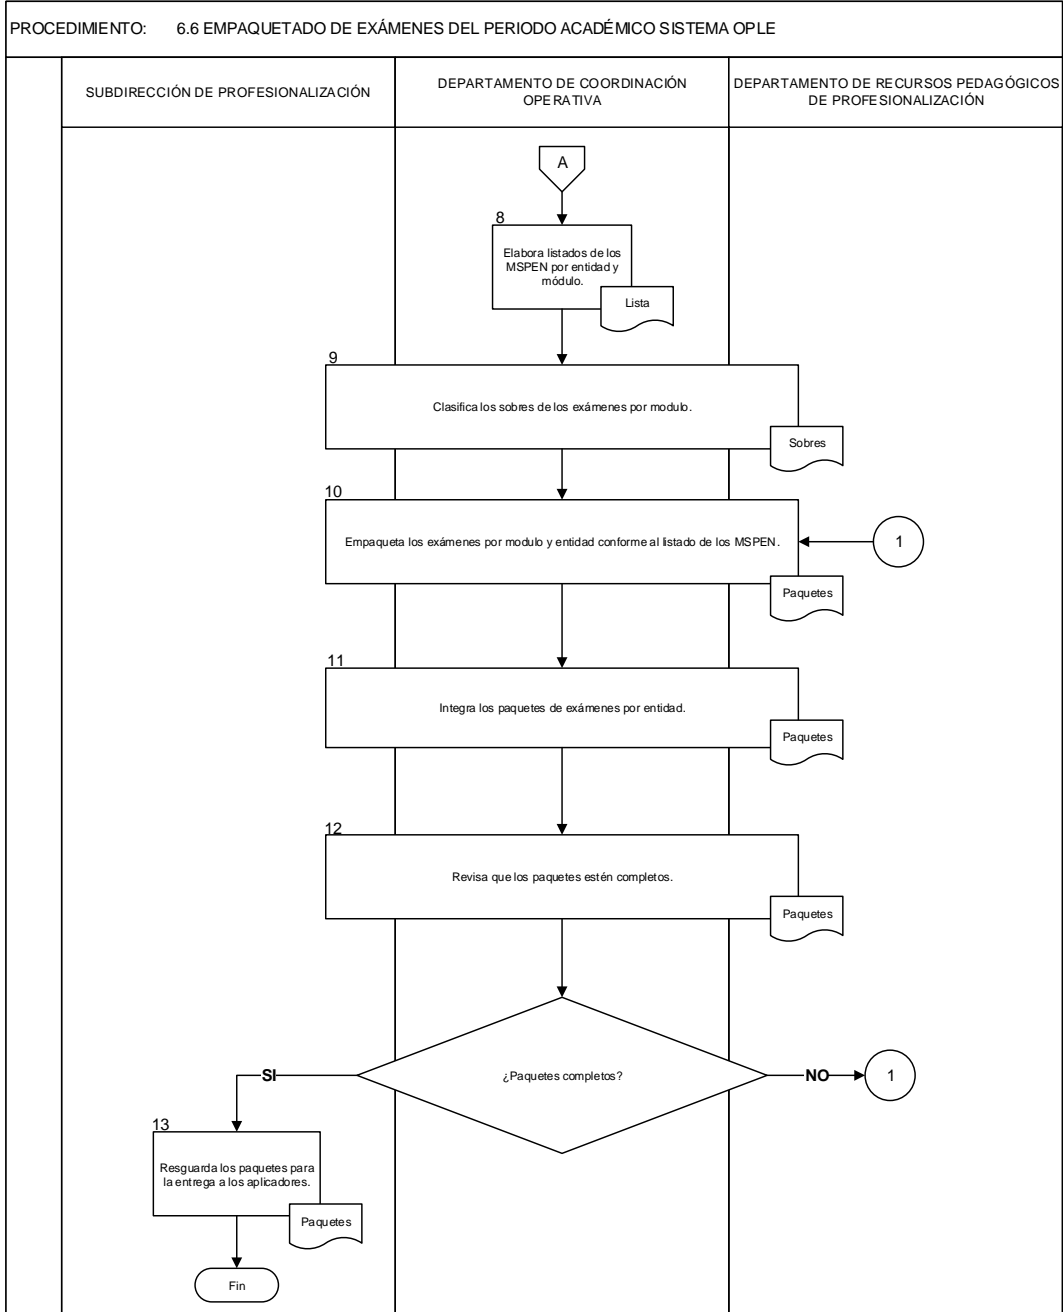 PROCEDIMIENTO: 6.6 EMPAQUETADO DE EXÁMENES DEL PERIODO ACADÉMICO SISTEMA OPLE
SUBDIRECCIÓN DE PROFESIONALIZACIÓN
DEPARTAMENTO DE COORDINACIÓN
OPERATIVA
DEPARTAMENTO DE RECURSOS PEDAGÓGICOS
DE PROFESIONALIZACIÓN
A
8
Elabora listados de los
MSPEN por entidad y
módulo.
Lista
9
Clasifica los sobres de los exámenes por modulo.
Sobres
10
Empaqueta los exámenes por modulo y entidad conforme al listado de los MSPEN.
1
Paquetes
11
Integra los paquetes de exámenes por entidad.
Paquetes
12
Revisa que los paquetes estén completos.
Paquetes
¿Paquetes completos?
SI
NO
1
13
Resguarda los paquetes para
la entrega a los aplicadores.
Paquetes
Fin